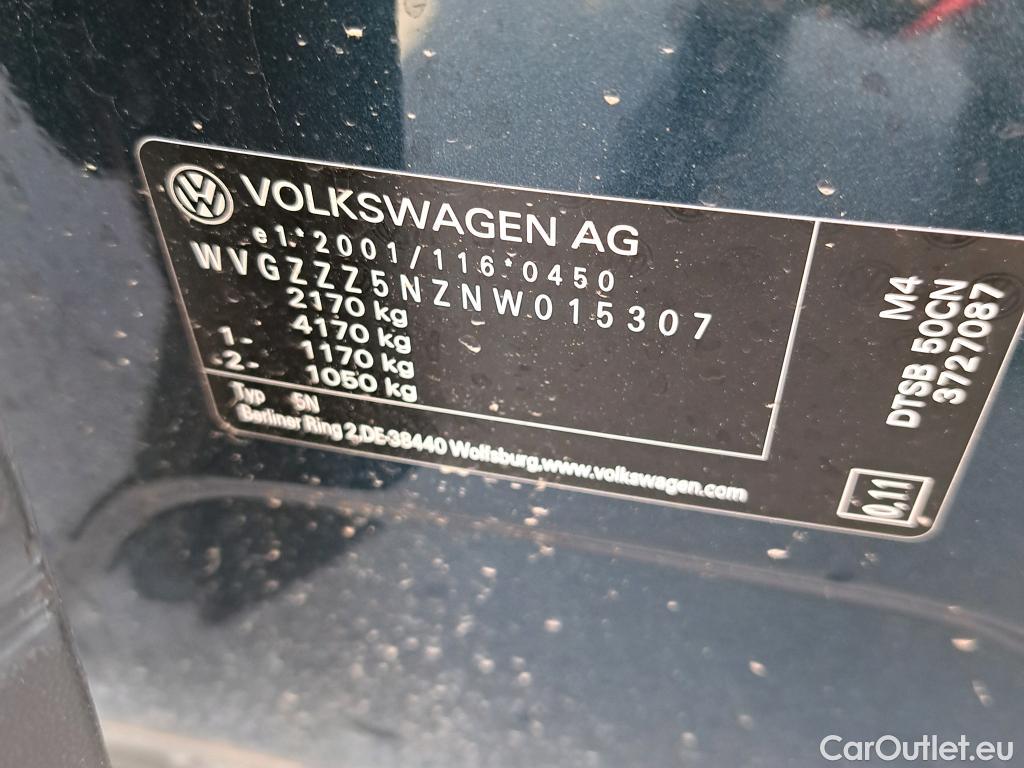 VOLKSWAGEN AG
e1*2001/116*0450
WVGZZZ5NZNW015307
2170 kg
4170 kg
1- 1170 kg
2- 1050 kg
Typ 5N
Berliner Ring 2,DE-38440 Wolfsburg,www.volkswagen.com
M4
DTSB 50CN
3727087
0,11
CarOutlet.eu